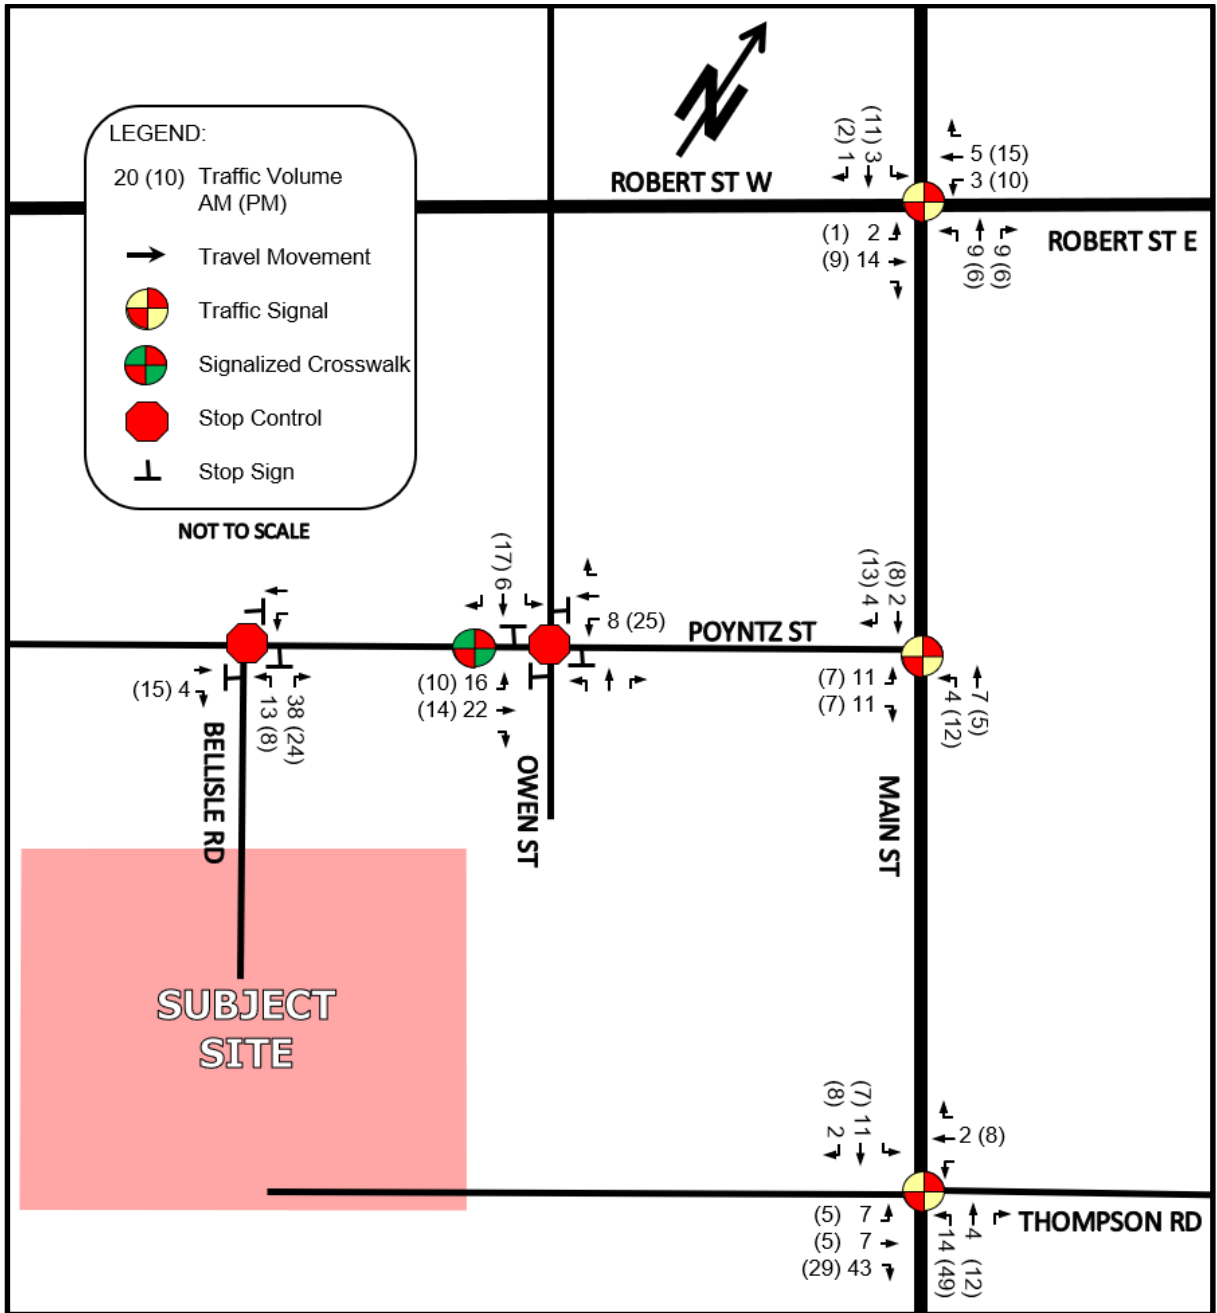 LEGEND:
20 (10) Traffic Volume
AM (PM)
Travel Movement
Traffic Signal
Signalized Crosswalk
Stop Control
Stop Sign
NOT TO SCALE
N
ROBERT ST W
(2) 1
(11) 3
5 (15)
3 (10)
(1) 2
(9) 14
9 (6)
9 (6)
ROBERT ST E
(17) 6
8 (25)
POYNTZ ST
(13) 4
(8) 2
(15) 4
13 (8)
38 (24)
(10) 16
(14) 22
(7) 11
(7) 11
4 (12)
7 (5)
BELLISLE RD
OWEN ST
MAIN ST
SUBJECT
SITE
(8) 2
(7) 11
2 (8)
(5) 7
(5) 7
(29) 43
14 (49)
4 (12)
THOMPSON RD